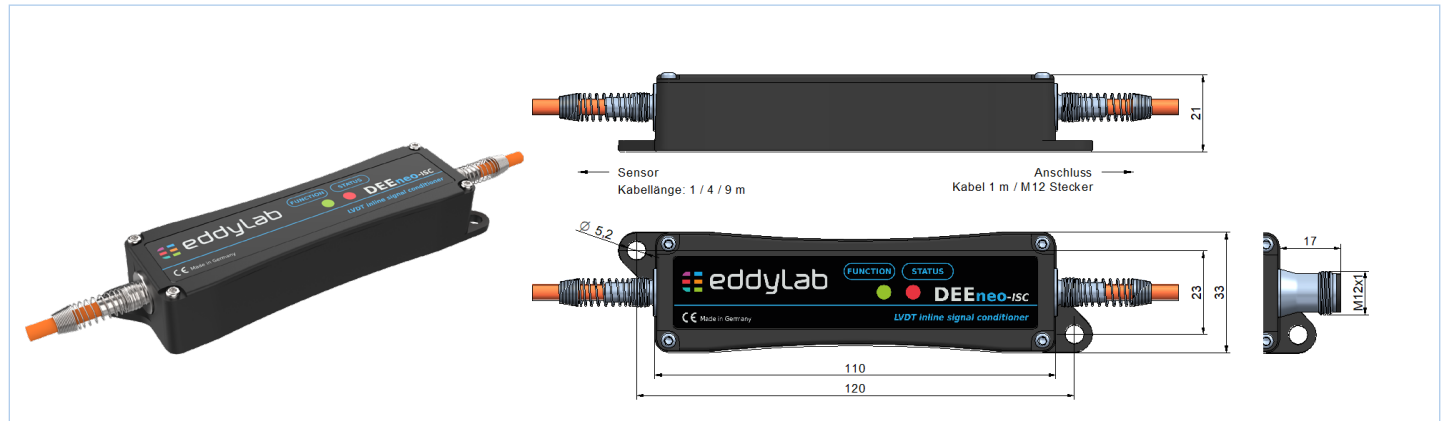 eddyLab
FUNCTION
STATUS
DEEneo-ISC
LVDT inline signal conditioner
CE Made in Germany
21
Sensor
Kabellänge: 1 / 4 / 9 m
Anschluss
Kabel 1 m / M12 Stecker
Ø 5,2
eddyLab
FUNCTION STATUS
DEEneo-ISC
CE Made in Germany
LVDT inline signal conditioner
23
33
110
120
17
M12x1